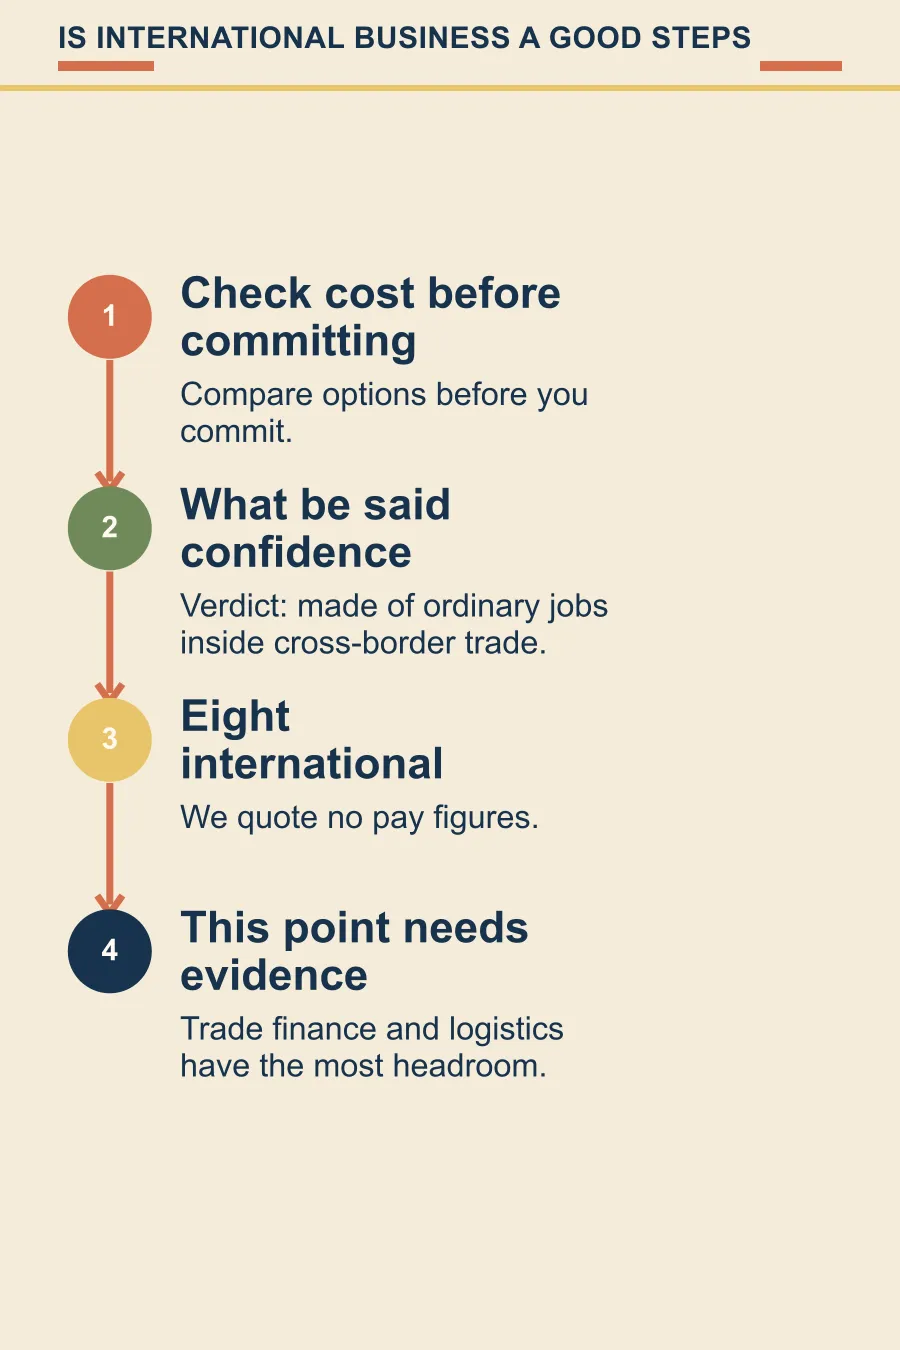 IS INTERNATIONAL BUSINESS A GOOD STEPS
1
Check cost before
committing
Compare options before you
commit.
2
What be said
confidence
Verdict: made of ordinary jobs
inside cross-border trade.
3
Eight
international
We quote no pay figures.
4
This point needs
evidence
Trade finance and logistics
have the most headroom.